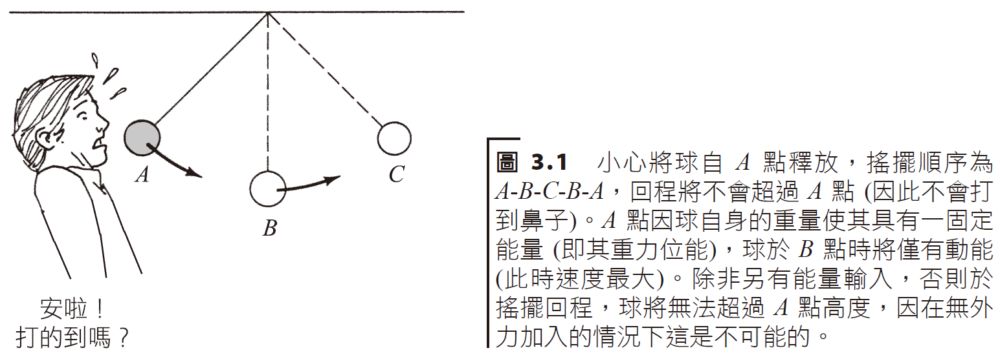 A
B
C
安啦！
打的到嗎？
圖 3.1 小心將球自 A 點釋放，搖擺順序為
A-B-C-B-A，回程將不會超過 A 點 (因此不會打
到鼻子)。A 點因球自身的重量使其具有一固定
能量 (即其重力位能)，球於 B 點時將僅有動能
(此時速度最大)。除非另有能量輸入，否則於
搖擺回程，球將無法超過 A 點高度，因在無外
力加入的情況下這是不可能的。